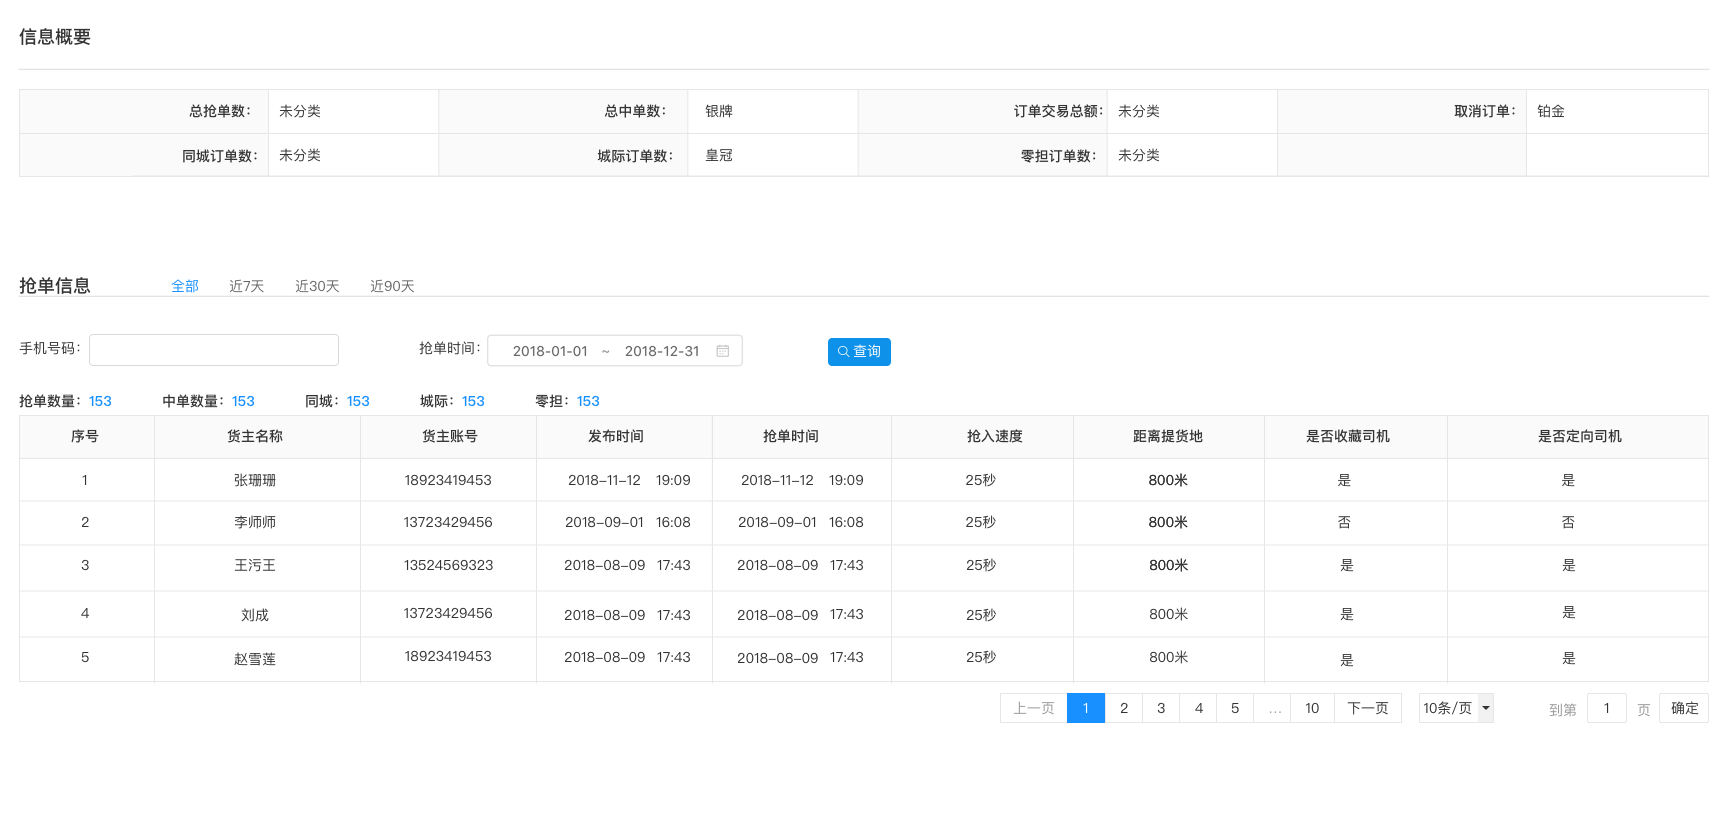 信息概要
总抢单数： 未分类 总中单数： 银牌 订单交易总额： 未分类 取消订单： 铂金
同城订单数： 未分类 城际订单数： 皇冠 零担订单数： 未分类
抢单信息 全部 近7天 近30天 近90天
手机号码： 抢单时间： 2018-01-01 ~ 2018-12-31 查询
抢单数量：153 中单数量：153 同城：153 城际：153 零担：153
序号 货主名称 货主账号 发布时间 抢单时间 抢入速度 距离提货地 是否收藏司机 是否定向司机
1 张珊珊 18923419453 2018-11-12 19:09 2018-11-12 19:09 25秒 800米 是 是
2 李师师 13723429456 2018-09-01 16:08 2018-09-01 16:08 25秒 800米 否 否
3 王污王 13524569323 2018-08-09 17:43 2018-08-09 17:43 25秒 800米 是 是
4 刘成 13723429456 2018-08-09 17:43 2018-08-09 17:43 25秒 800米 是 是
5 赵雪莲 18923419453 2018-08-09 17:43 2018-08-09 17:43 25秒 800米 是 是
上一页 1 2 3 4 5 … 10 下一页 10条/页 到第 1 页 确定